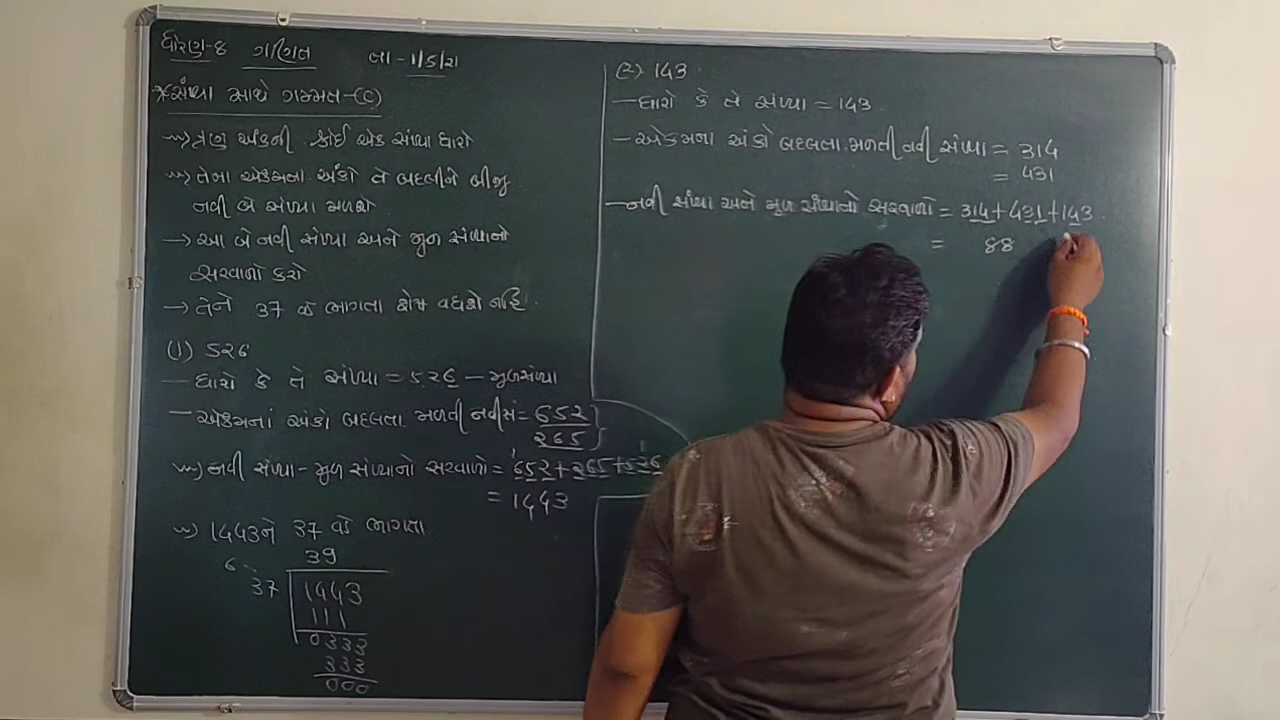 ધોરણ-8 ગણિત તા-1/5/21
* સંખ્યા સાથે ગમ્મત-(C)
→ ત્રણ અંકની કોઈ એક સંખ્યા ધારો
→ તેના એકમના અંકો તે બદલીને બીજી
નવી બે સંખ્યા મળશે
→ આ બે નવી સંખ્યા અને મૂળ સંખ્યાનો
સરવાળો કરો
→ તેને 37 વડે ભાગતા શેષ વધશે નહિ.
(1) 526
— ધારો કે તે સંખ્યા = 526 – મુળસંખ્યા
— એકમનાં અંકો બદલતા મળતી નવીસં = 652
265
→ નવી સંખ્યા - મુળ સંખ્યાનો સરવાળો = 652+265+526
= 1443
→ 1443ને 37 વડે ભાગતા
39
37 1443
111
0333
333
000
(2) 143
— ધારો કે તે સંખ્યા = 143
— એકમના અંકો બદલતા મળતી નવી સંખ્યા = 314
= 431
— નવી સંખ્યા અને મુળ સંખ્યાનો સરવાળો = 314+431+143
= 88